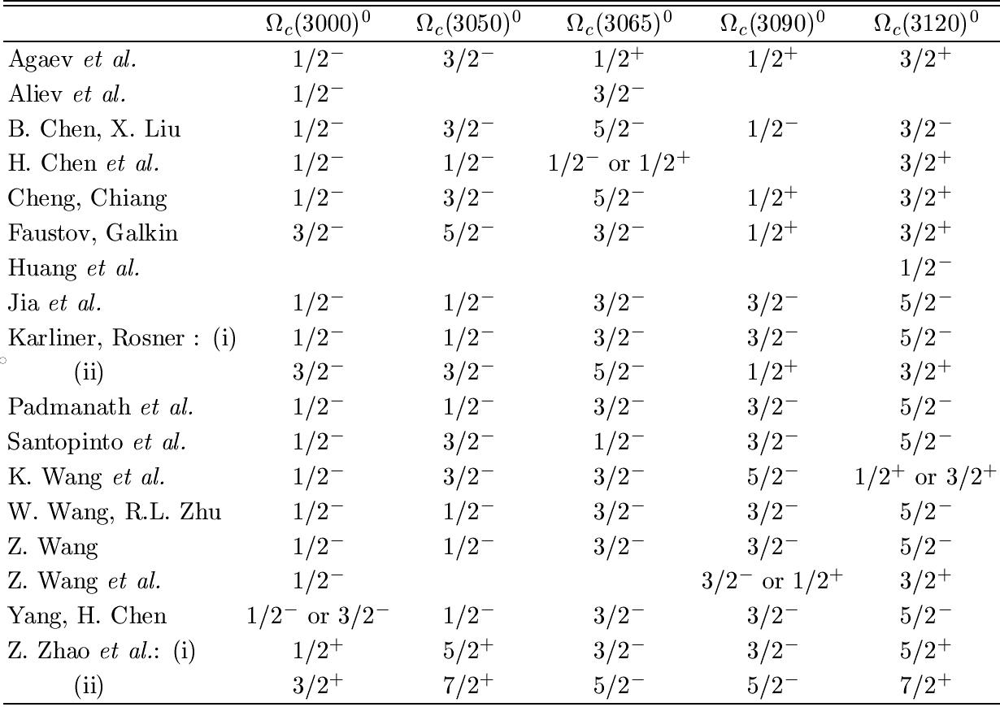 Ωc(3000)⁰ Ωc(3050)⁰ Ωc(3065)⁰ Ωc(3090)⁰ Ωc(3120)⁰
Agaev et al. 1/2⁻ 3/2⁻ 1/2⁺ 1/2⁺ 3/2⁺
Aliev et al. 1/2⁻ 3/2⁻
B. Chen, X. Liu 1/2⁻ 3/2⁻ 5/2⁻ 1/2⁻ 3/2⁻
H. Chen et al. 1/2⁻ 1/2⁻ 1/2⁻ or 1/2⁺ 3/2⁺
Cheng, Chiang 1/2⁻ 3/2⁻ 5/2⁻ 1/2⁺ 3/2⁺
Faustov, Galkin 3/2⁻ 5/2⁻ 3/2⁻ 1/2⁺ 3/2⁺
Huang et al. 1/2⁻
Jia et al. 1/2⁻ 1/2⁻ 3/2⁻ 3/2⁻ 5/2⁻
Karliner, Rosner : (i) 1/2⁻ 1/2⁻ 3/2⁻ 3/2⁻ 5/2⁻
(ii) 3/2⁻ 3/2⁻ 5/2⁻ 1/2⁺ 3/2⁺
Padmanath et al. 1/2⁻ 1/2⁻ 3/2⁻ 3/2⁻ 5/2⁻
Santopinto et al. 1/2⁻ 3/2⁻ 1/2⁻ 3/2⁻ 5/2⁻
K. Wang et al. 1/2⁻ 3/2⁻ 3/2⁻ 5/2⁻ 1/2⁺ or 3/2⁺
W. Wang, R.L. Zhu 1/2⁻ 1/2⁻ 3/2⁻ 3/2⁻ 5/2⁻
Z. Wang 1/2⁻ 1/2⁻ 3/2⁻ 3/2⁻ 5/2⁻
Z. Wang et al. 1/2⁻ 3/2⁻ or 1/2⁺ 3/2⁺
Yang, H. Chen 1/2⁻ or 3/2⁻ 1/2⁻ 3/2⁻ 3/2⁻ 5/2⁻
Z. Zhao et al.: (i) 1/2⁺ 5/2⁺ 3/2⁻ 3/2⁻ 5/2⁺
(ii) 3/2⁺ 7/2⁺ 5/2⁻ 5/2⁻ 7/2⁺